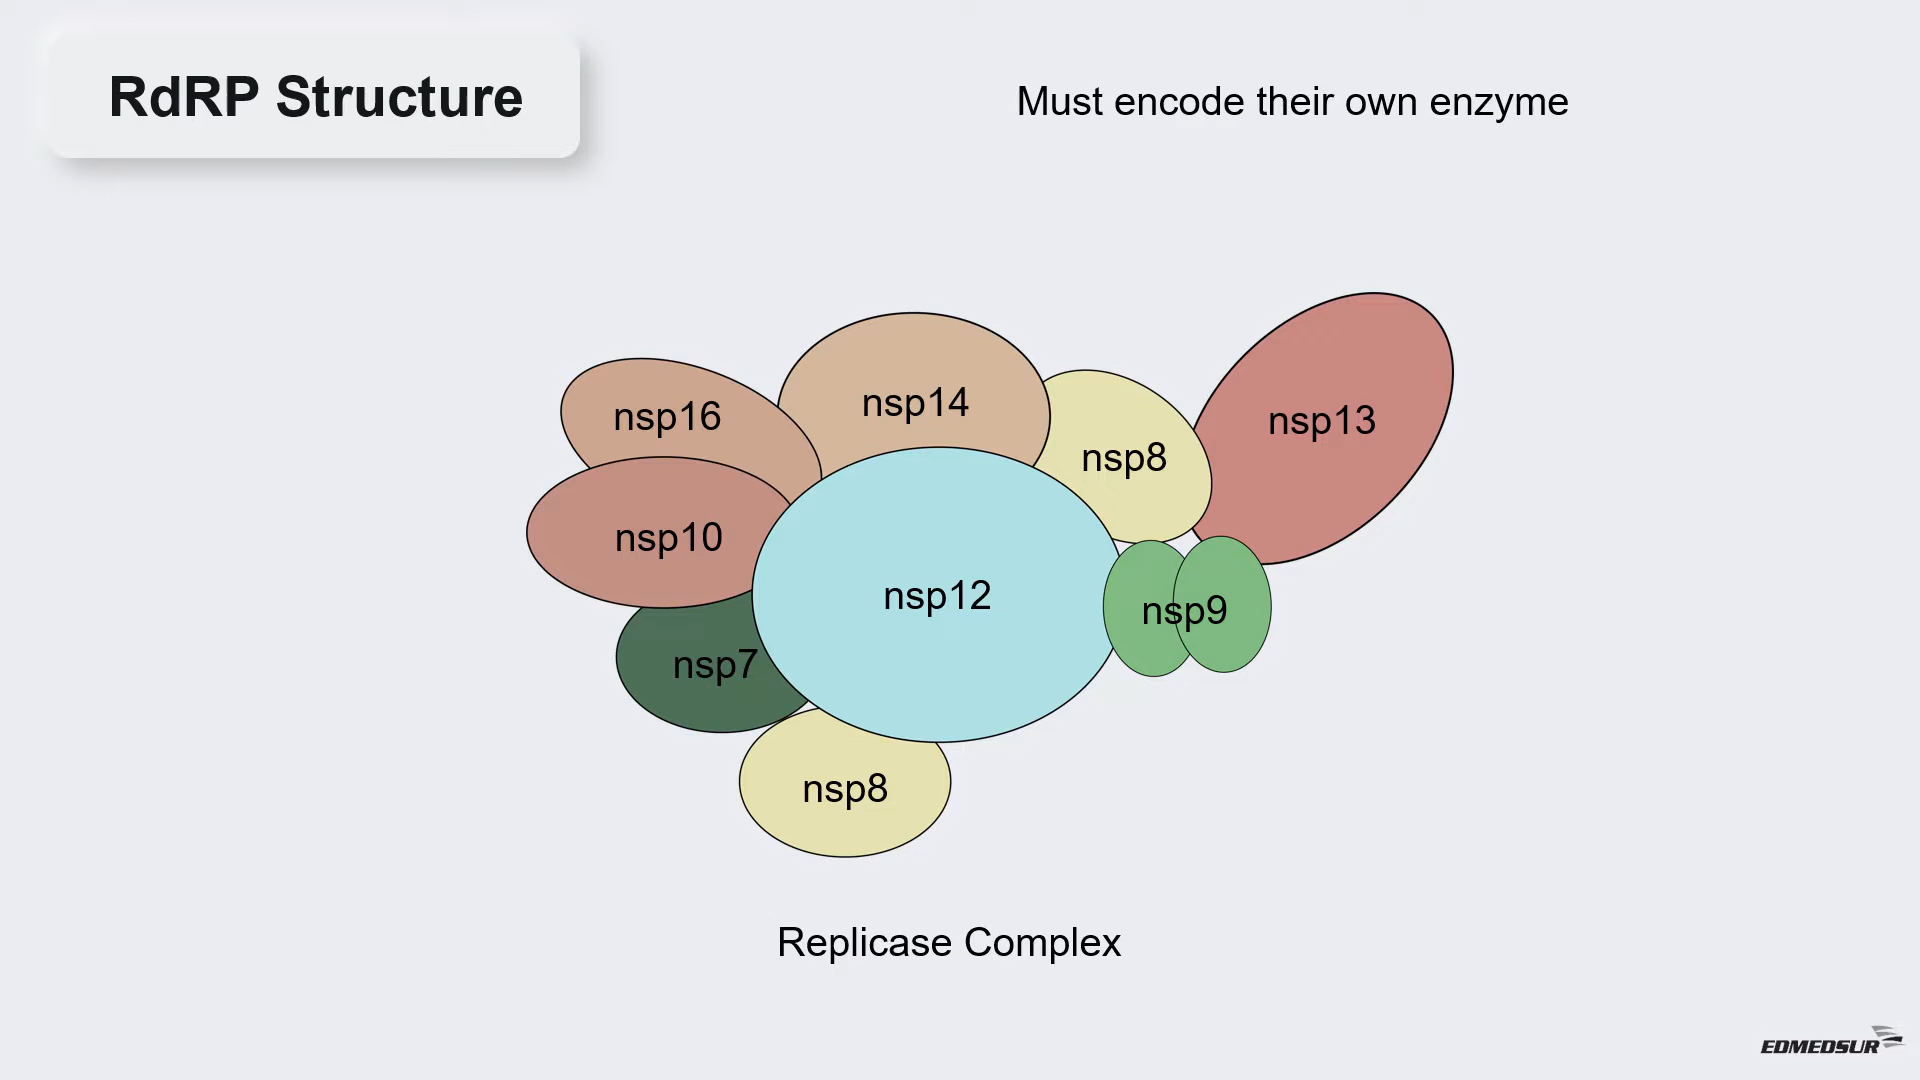 RdRP Structure
Must encode their own enzyme
nsp16
nsp14
nsp8
nsp13
nsp10
nsp12
nsp9
nsp7
nsp8
Replicase Complex
EDMEDSUR